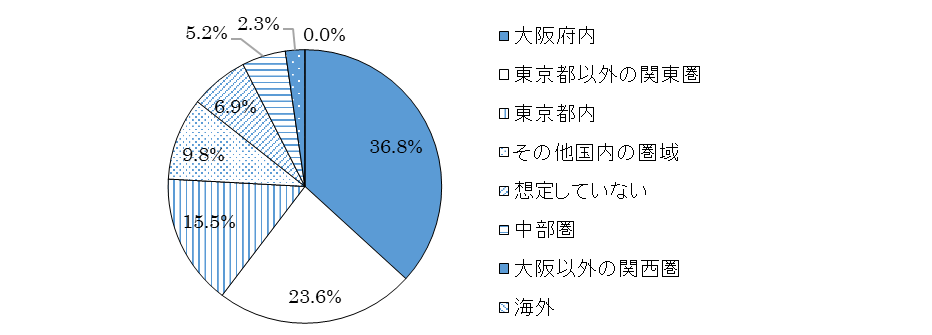 5.2%
2.3%
0.0%
36.8%
23.6%
15.5%
9.8%
6.9%
大阪府内
東京都以外の関東圏
東京都内
その他国内の圏域
想定していない
中部圏
大阪以外の関西圏
海外